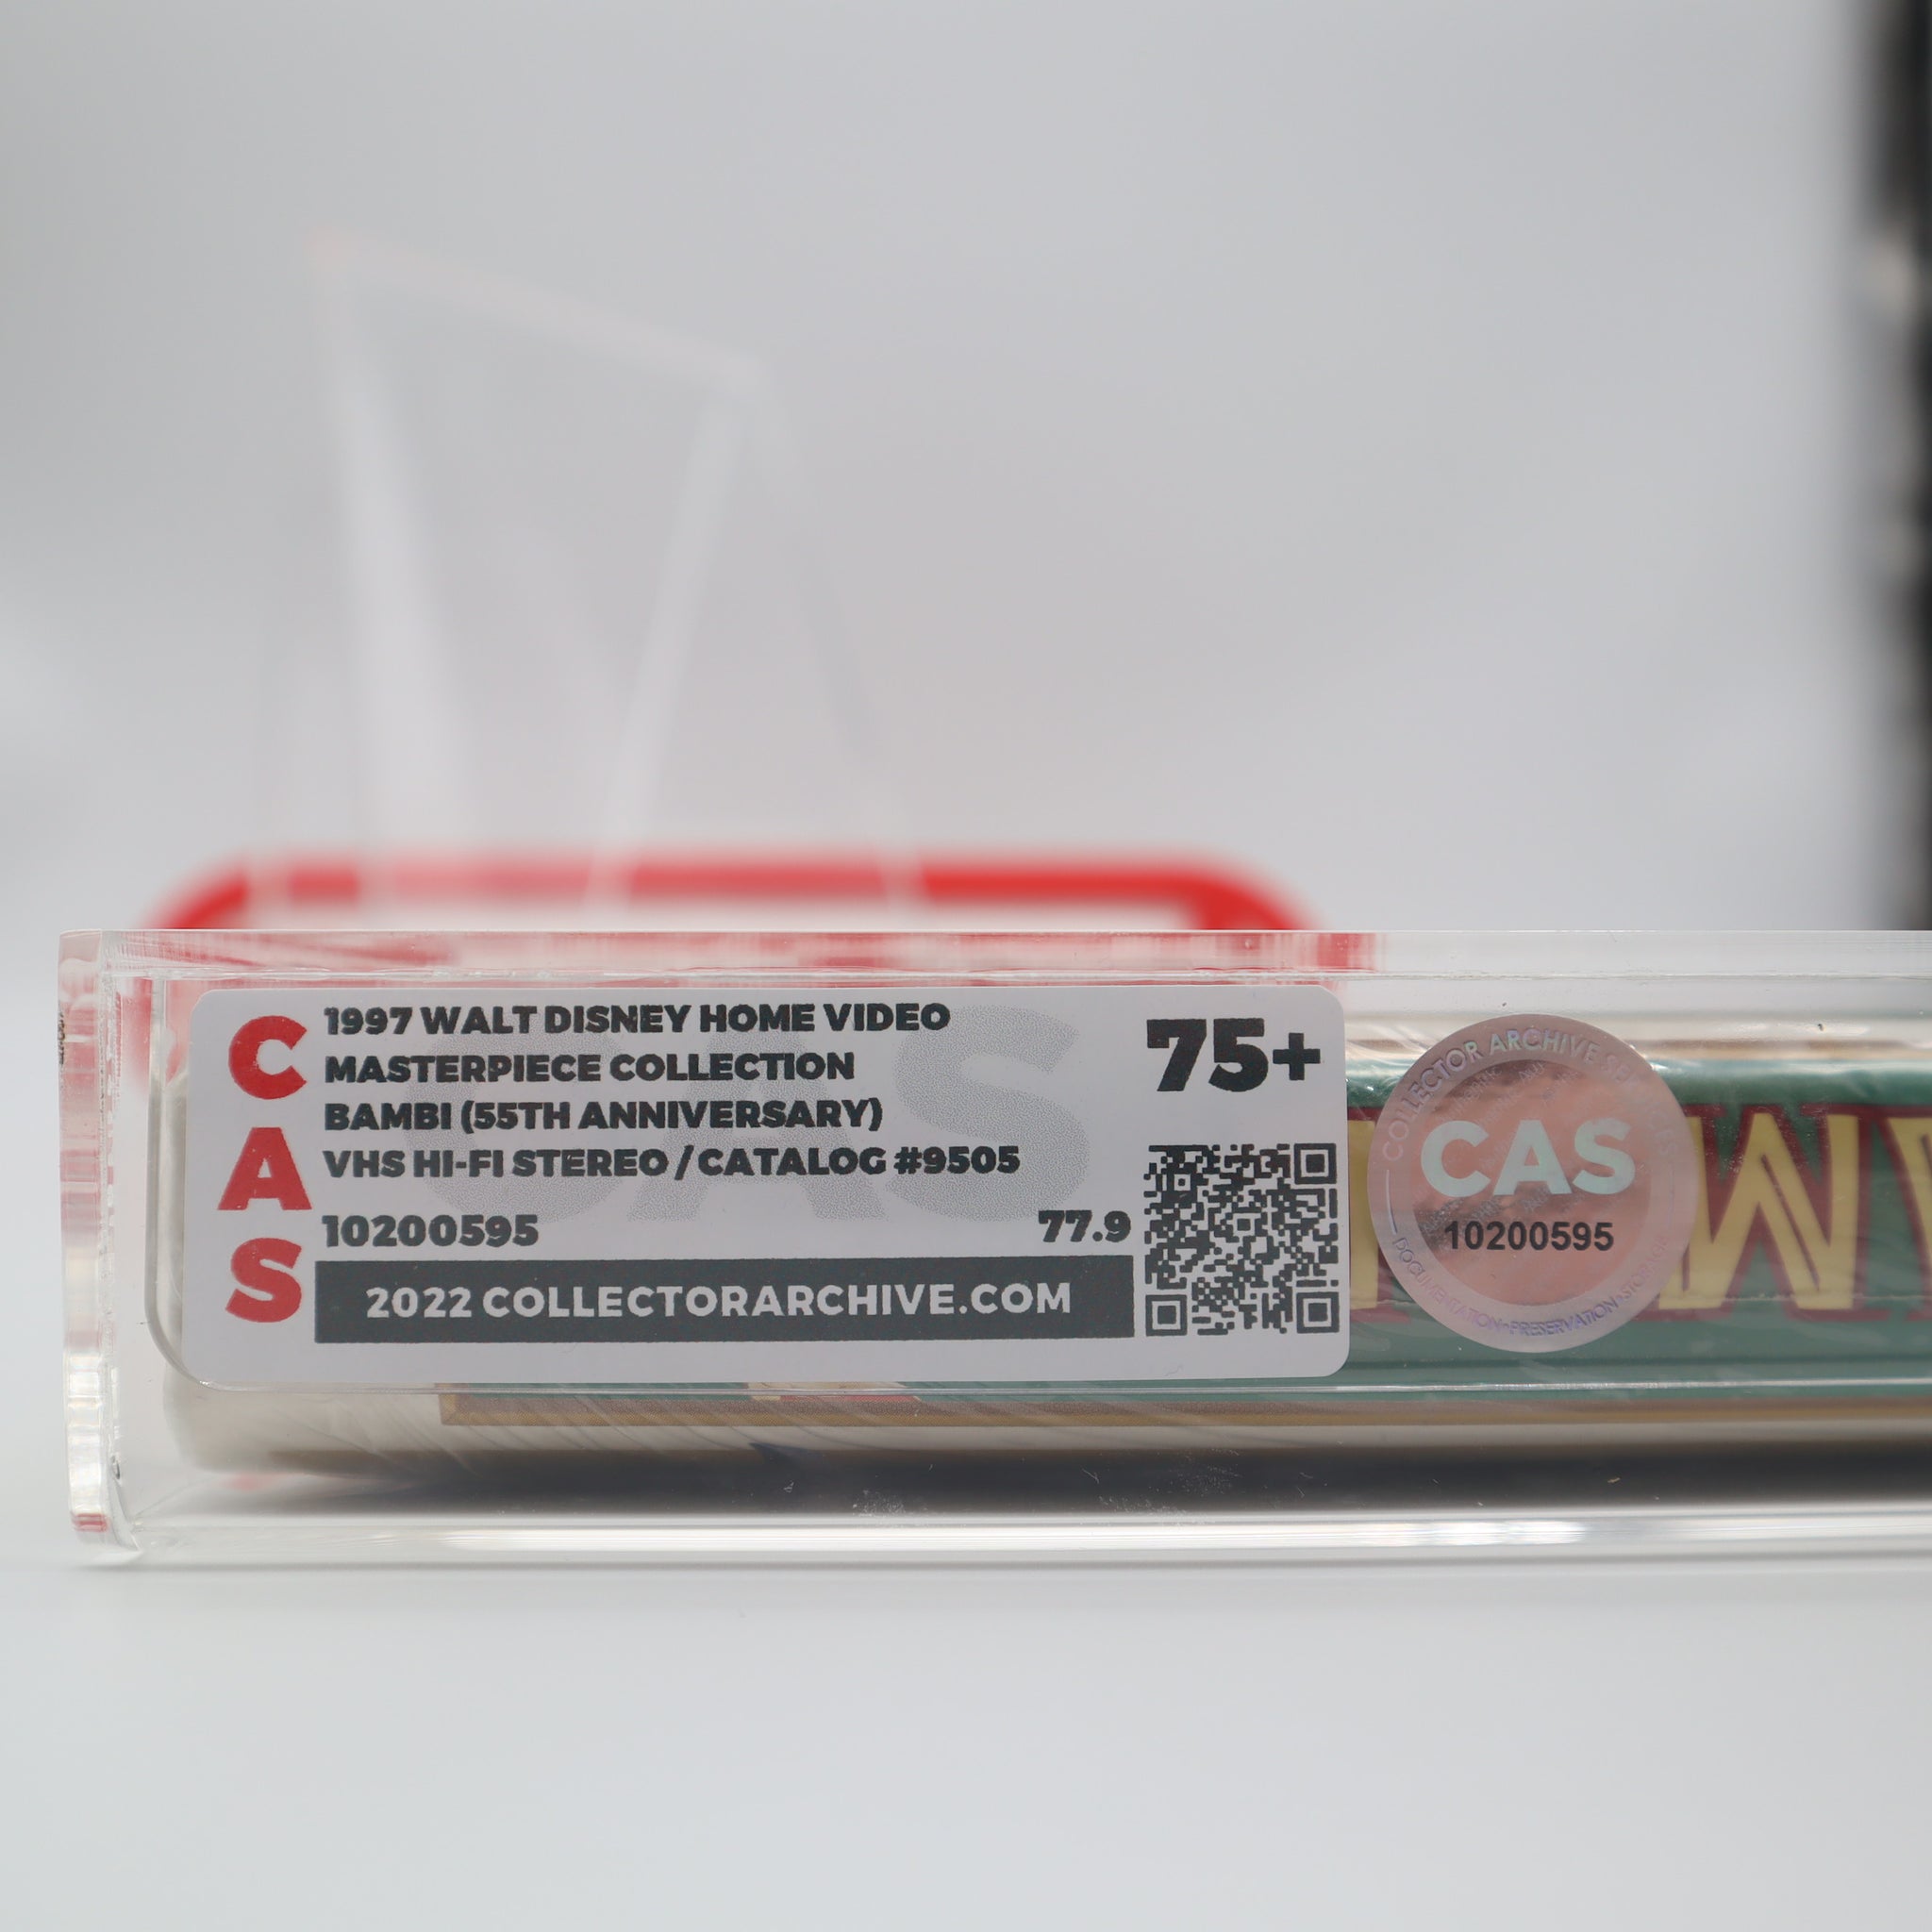 CAS
1997 WALT DISNEY HOME VIDEO
MASTERPIECE COLLECTION
BAMBI (55TH ANNIVERSARY)
VHS HI-FI STEREO / CATALOG #9505
10200595
77.9
2022 COLLECTORARCHIVE.COM
75+
COLLECTOR ARCHIVE
CAS
10200595